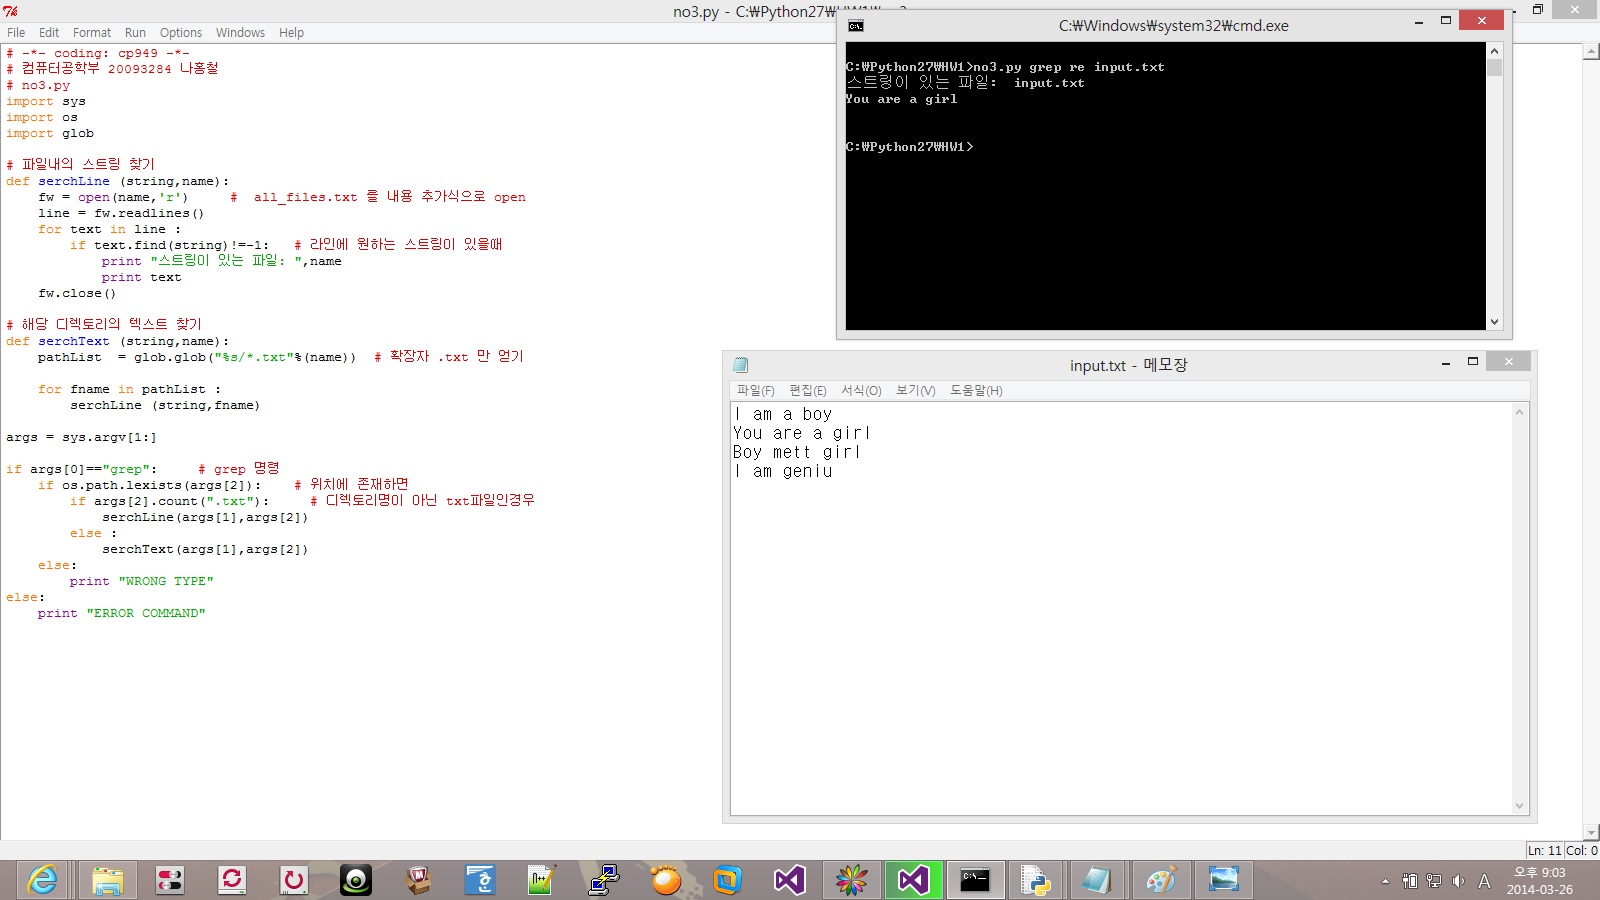 no3.py - C:₩Python27₩HW1₩
File Edit Format Run Options Windows Help
# -*- coding: cp949 -*-
# 컴퓨터공학부 20093284 나홍철
# no3.py
import sys
import os
import glob
# 파일내의 스트링 찾기
def serchLine (string,name):
    fw = open(name,'r')     #  all_files.txt 를 내용 추가식으로 open
    line = fw.readlines()
    for text in line :
        if text.find(string)!=-1:   # 라인에 원하는 스트링이 있을때
            print "스트링이 있는 파일: ",name
            print text
    fw.close()
# 해당 디렉토리의 텍스트 찾기
def serchText (string,name):
    pathList  = glob.glob("%s/*.txt"%(name))  # 확장자 .txt 만 얻기
    for fname in pathList :
        serchLine (string,fname)
args = sys.argv[1:]
if args[0]=="grep":     # grep 명령
    if os.path.lexists(args[2]):    # 위치에 존재하면
        if args[2].count(".txt"):     # 디렉토리명이 아닌 txt파일인경우
            serchLine(args[1],args[2])
        else :
            serchText(args[1],args[2])
    else:
        print "WRONG TYPE"
else:
    print "ERROR COMMAND"
C:₩Windows₩system32₩cmd.exe
C:₩Python27₩HW1>no3.py grep re input.txt
스트링이 있는 파일:  input.txt
You are a girl
C:₩Python27₩HW1>
input.txt - 메모장
파일(F) 편집(E) 서식(O) 보기(V) 도움말(H)
I am a boy
You are a girl
Boy mett girl
I am geniu
Ln: 11 Col: 0
A
오후 9:03
2014-03-26